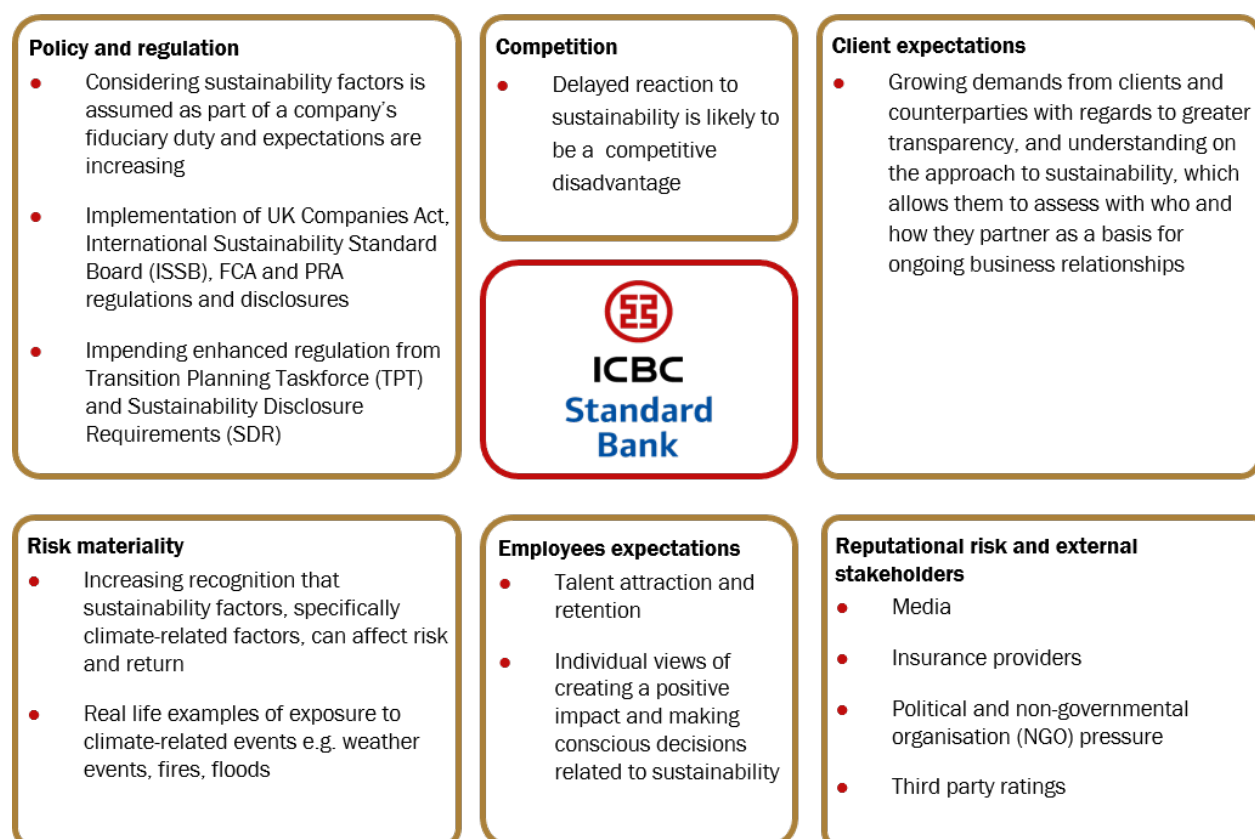 Policy and regulation
● Considering sustainability factors is
assumed as part of a company's
fiduciary duty and expectations are
increasing
● Implementation of UK Companies Act,
International Sustainability Standard
Board (ISSB), FCA and PRA
regulations and disclosures
● Impending enhanced regulation from
Transition Planning Taskforce (TPT)
and Sustainability Disclosure
Requirements (SDR)
Competition
● Delayed reaction to
sustainability is likely to
be a competitive
disadvantage
Client expectations
● Growing demands from clients and
counterparties with regards to greater
transparency, and understanding on
the approach to sustainability, which
allows them to assess with who and
how they partner as a basis for
ongoing business relationships
ICBC
Standard
Bank
Risk materiality
● Increasing recognition that
sustainability factors, specifically
climate-related factors, can affect risk
and return
● Real life examples of exposure to
climate-related events e.g. weather
events, fires, floods
Employees expectations
● Talent attraction and
retention
● Individual views of
creating a positive
impact and making
conscious decisions
related to sustainability
Reputational risk and external
stakeholders
● Media
● Insurance providers
● Political and non-governmental
organisation (NGO) pressure
● Third party ratings